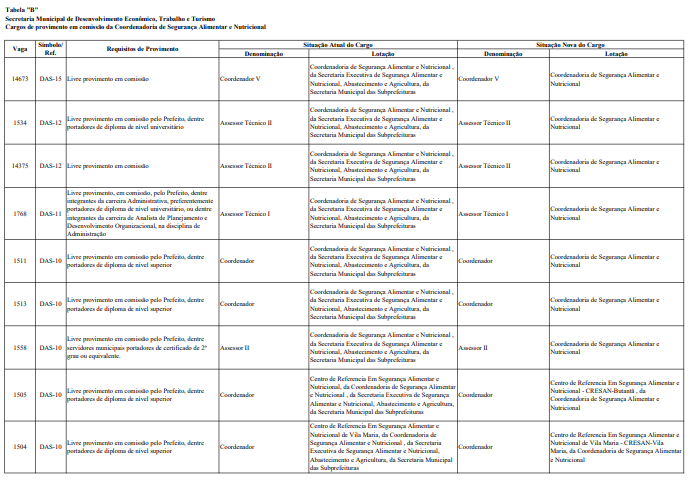 Tabela "B"
Secretaria Municipal de Desenvolvimento Econômico, Trabalho e Turismo
Cargos de provimento em comissão da Coordenadoria de Segurança Alimentar e Nutricional
Vaga
Símbolo/
Ref.
Requisitos de Provimento
Situação Atual do Cargo
Situação Nova do Cargo
Denominação
Lotação
Denominação
Lotação
14673
DAS-15
Livre provimento em comissão
Coordenador V
Coordenadoria de Segurança Alimentar e Nutricional ,
da Secretaria Executiva de Segurança Alimentar e
Nutricional, Abastecimento e Agricultura, da
Secretaria Municipal das Subprefeituras
Coordenador V
Coordenadoria de Segurança Alimentar e
Nutricional
1534
DAS-12
Livre provimento em comissão pelo Prefeito, dentre
portadores de diploma de nível universitário
Assessor Técnico II
Coordenadoria de Segurança Alimentar e Nutricional ,
da Secretaria Executiva de Segurança Alimentar e
Nutricional, Abastecimento e Agricultura, da
Secretaria Municipal das Subprefeituras
Assessor Técnico II
Coordenadoria de Segurança Alimentar e
Nutricional
14375
DAS-12
Livre provimento em comissão
Assessor Técnico II
Coordenadoria de Segurança Alimentar e Nutricional ,
da Secretaria Executiva de Segurança Alimentar e
Nutricional, Abastecimento e Agricultura, da
Secretaria Municipal das Subprefeituras
Assessor Técnico II
Coordenadoria de Segurança Alimentar e
Nutricional
1768
DAS-11
Livre provimento, em comissão, pelo Prefeito, dentre
integrantes da carreira Administrativa, preferentemente
portadores de diploma de nível universitário, ou dentre
integrantes da carreira de Analista de Planejamento e
Desenvolvimento Organizacional, na disciplina de
Administração
Assessor Técnico I
Coordenadoria de Segurança Alimentar e Nutricional ,
da Secretaria Executiva de Segurança Alimentar e
Nutricional, Abastecimento e Agricultura, da
Secretaria Municipal das Subprefeituras
Assessor Técnico I
Coordenadoria de Segurança Alimentar e
Nutricional
1511
DAS-10
Livre provimento em comissão pelo Prefeito, dentre
portadores de diploma de nível superior
Coordenador
Coordenadoria de Segurança Alimentar e Nutricional ,
da Secretaria Executiva de Segurança Alimentar e
Nutricional, Abastecimento e Agricultura, da
Secretaria Municipal das Subprefeituras
Coordenador
Coordenadoria de Segurança Alimentar e
Nutricional
1513
DAS-10
Livre provimento em comissão pelo Prefeito, dentre
portadores de diploma de nível superior
Coordenador
Coordenadoria de Segurança Alimentar e Nutricional ,
da Secretaria Executiva de Segurança Alimentar e
Nutricional, Abastecimento e Agricultura, da
Secretaria Municipal das Subprefeituras
Coordenador
Coordenadoria de Segurança Alimentar e
Nutricional
1558
DAS-10
Livre provimento em comissão pelo Prefeito, dentre
servidores municipais portadores de certificado de 2º
grau ou equivalente.
Assessor II
Coordenadoria de Segurança Alimentar e Nutricional ,
da Secretaria Executiva de Segurança Alimentar e
Nutricional, Abastecimento e Agricultura, da
Secretaria Municipal das Subprefeituras
Assessor II
Coordenadoria de Segurança Alimentar e
Nutricional
1505
DAS-10
Livre provimento em comissão pelo Prefeito, dentre
portadores de diploma de nível superior
Coordenador
Centro de Referencia Em Segurança Alimentar e
Nutricional, da Coordenadoria de Segurança Alimentar
e Nutricional , da Secretaria Executiva de Segurança
Alimentar e Nutricional, Abastecimento e Agricultura,
da Secretaria Municipal das Subprefeituras
Coordenador
Centro de Referencia Em Segurança Alimentar e
Nutricional - CRESAN-Butantã , da
Coordenadoria de Segurança Alimentar e
Nutricional
1504
DAS-10
Livre provimento em comissão pelo Prefeito, dentre
portadores de diploma de nível superior
Coordenador
Centro de Referencia Em Segurança Alimentar e
Nutricional de Vila Maria, da Coordenadoria de
Segurança Alimentar e Nutricional , da Secretaria
Executiva de Segurança Alimentar e Nutricional,
Abastecimento e Agricultura, da Secretaria Municipal
das Subprefeituras
Coordenador
Centro de Referencia Em Segurança Alimentar e
Nutricional de Vila Maria - CRESAN-Vila
Maria, da Coordenadoria de Segurança Alimentar
e Nutricional